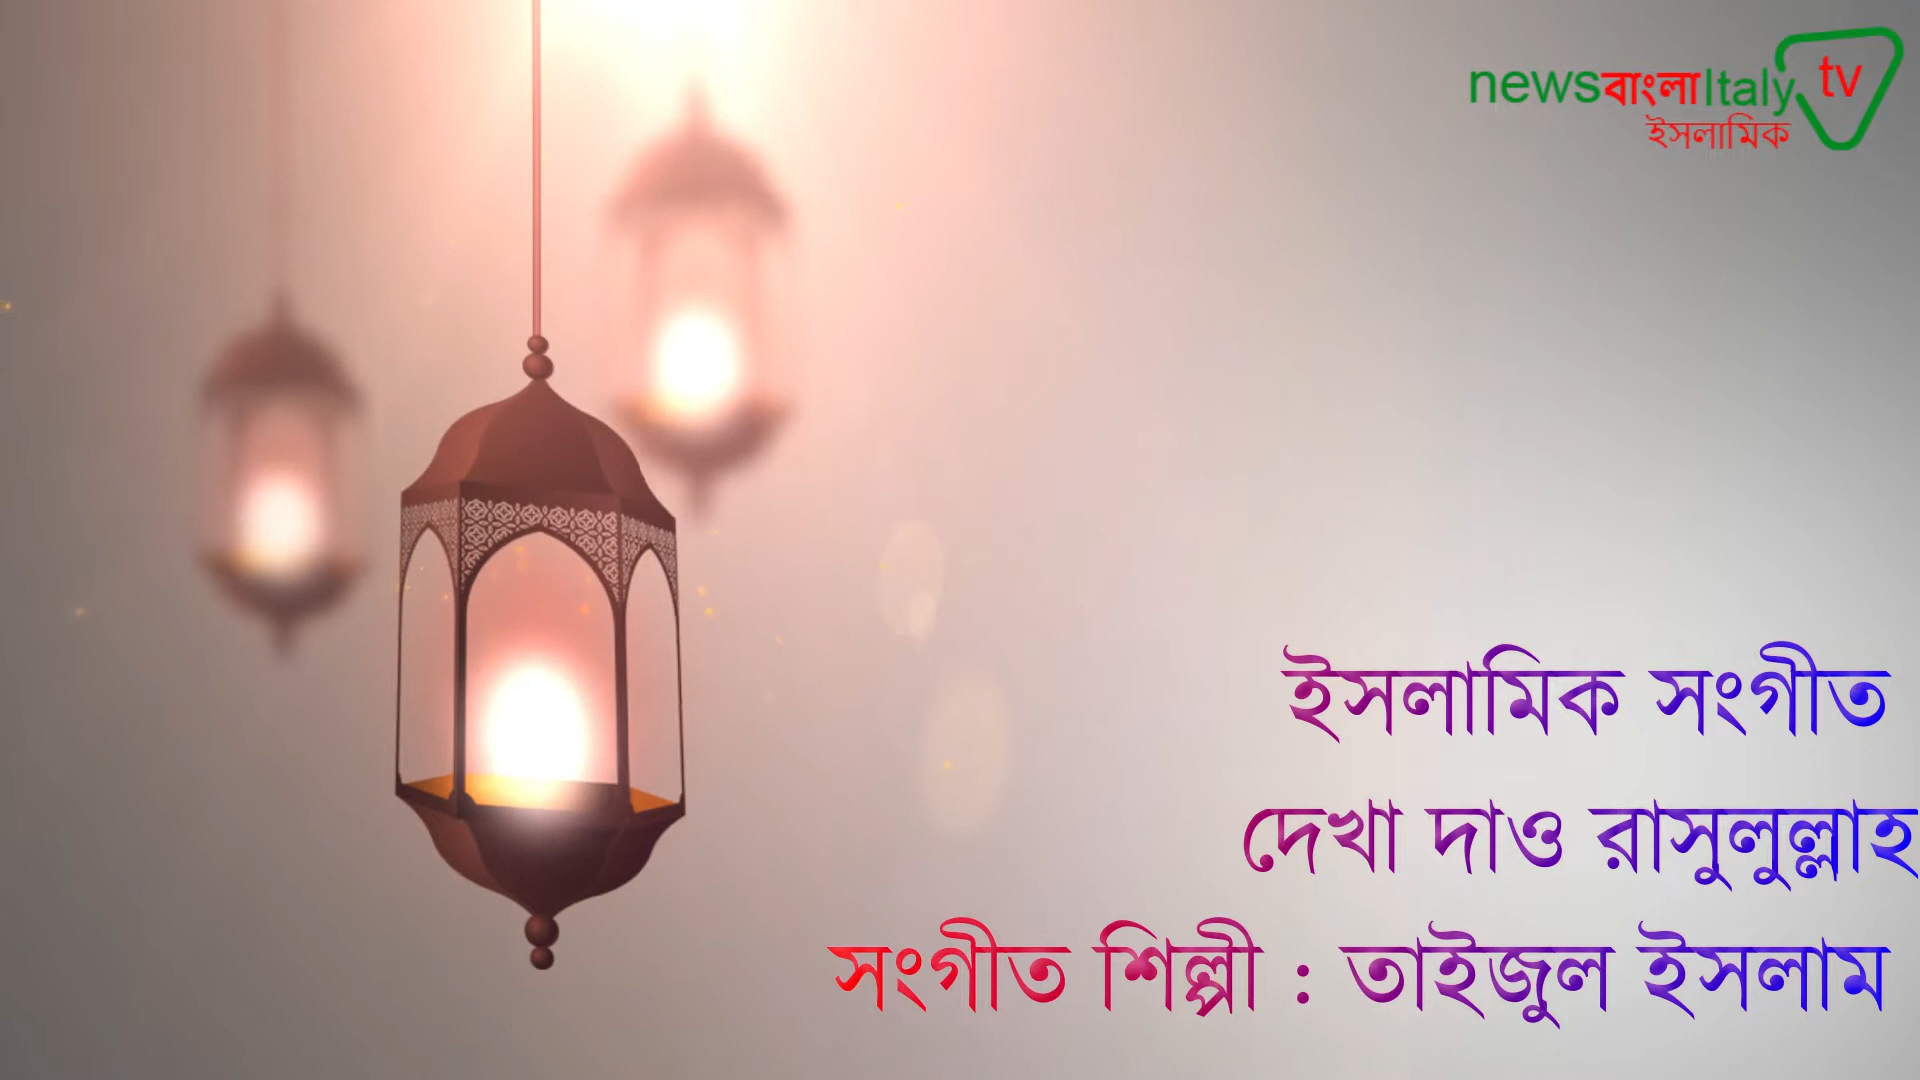 newsবাংলাItaly tv
ইসলামিক
ইসলামিক সংগীত
দেখা দাও রাসুলুল্লাহ
সংগীত শিল্পী : তাইজুল ইসলাম